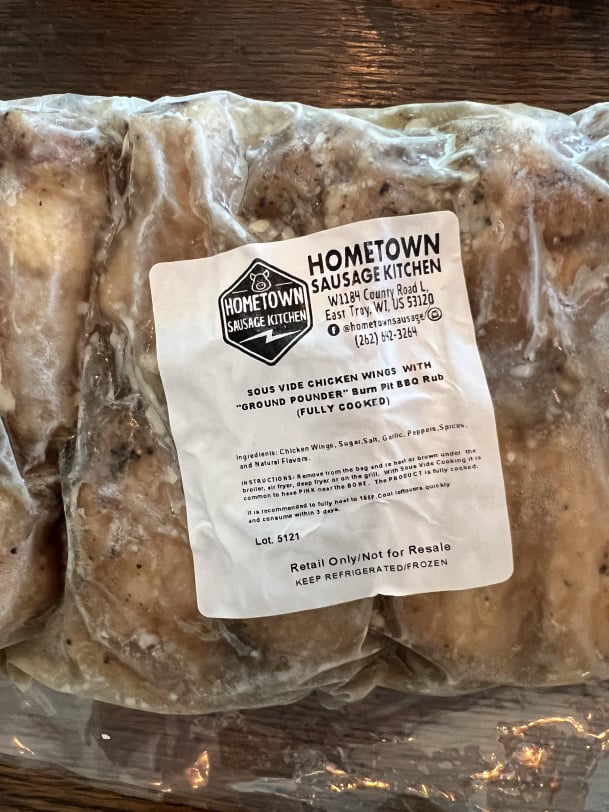 HOMETOWN
SAUSAGE KITCHEN
HOMETOWN
SAUSAGE KITCHEN
W1184 County Road L,
East Troy, WI, US 53120
@hometownsausage/
(262) 642-3264
SOUS VIDE CHICKEN WINGS WITH
"GROUND POUNDER" Burn Pit BBQ Rub
(FULLY COOKED)
Ingredients: Chicken Wings, Sugar, Salt, Garlic, Peppers, Spices,
and Natural Flavors.
INSTRUCTIONS: Remove from the bag and re heat or brown under the
broiler, air fryer, deep fryer or on the grill. With Sous Vide Cooking it is
common to have PINK near the BONE. The PRODUCT is fully cooked.
It is recommended to fully heat to 165F. Cool leftovers quickly
and consume within 3 days.
Lot. 5121
Retail Only/Not for Resale
KEEP REFRIGERATED/FROZEN